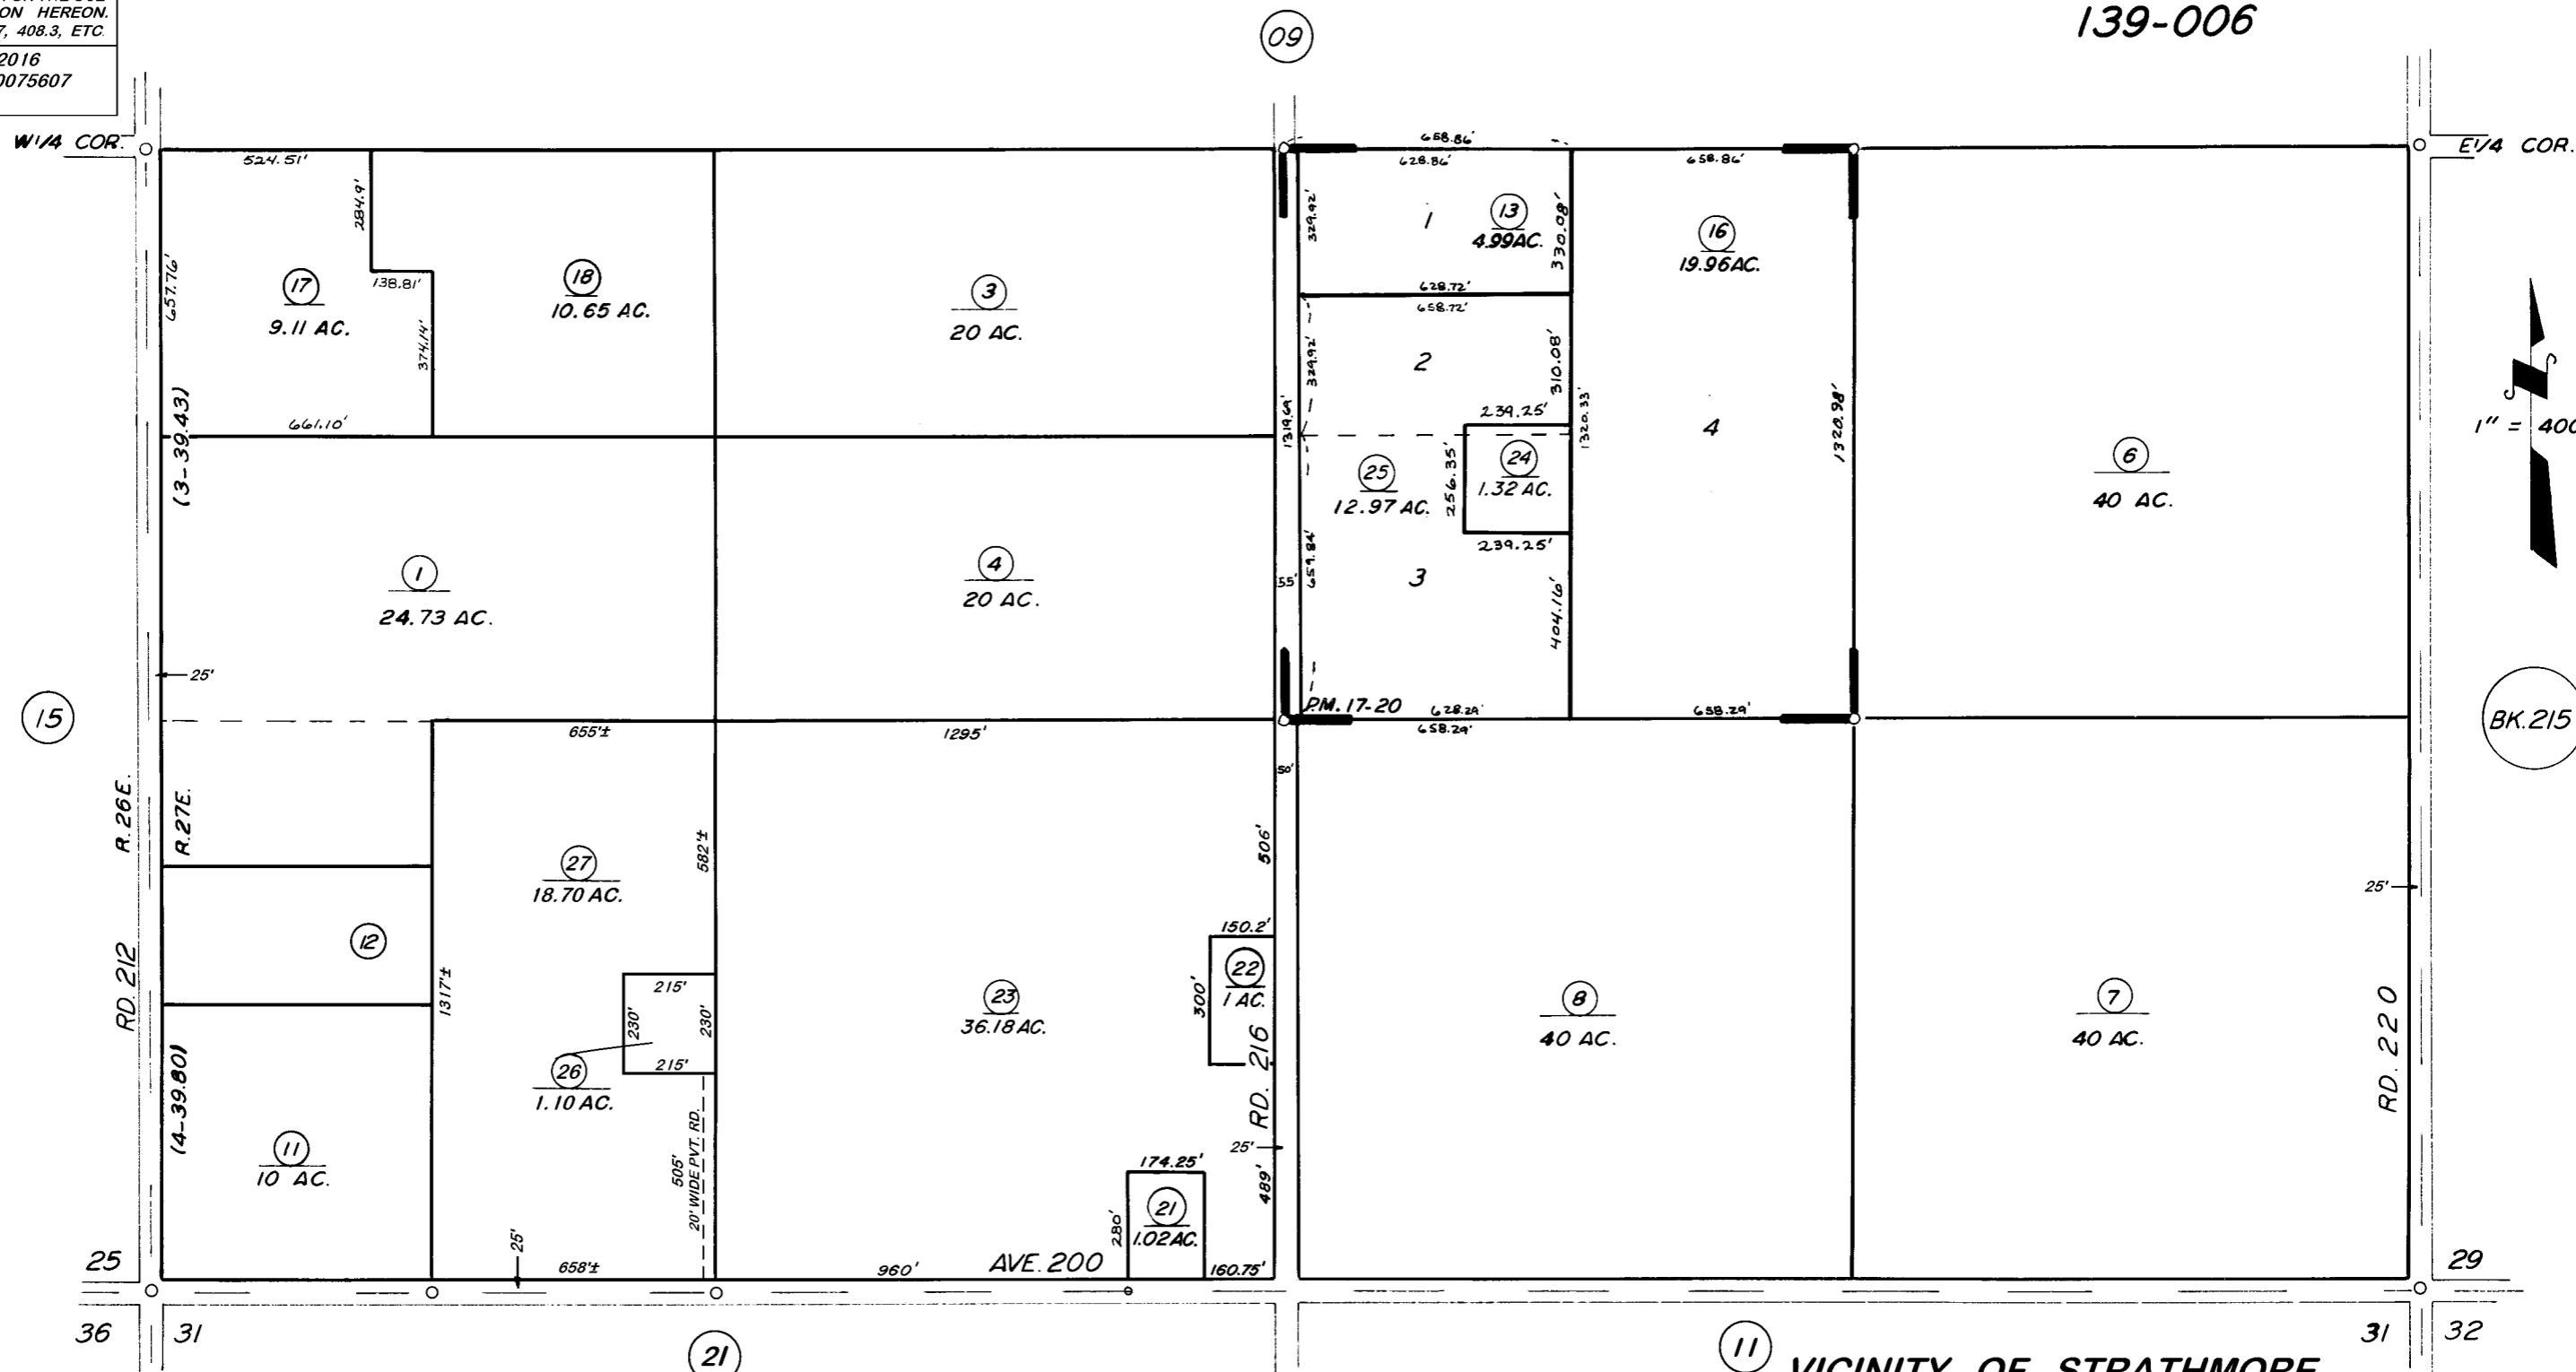 ON HEREON.
7, 408.3, ETC.
2016
0075607
139-006
09
W1/4 COR.
E1/4 COR.
524.51'
284.9'
657.76'
17
9.11 AC.
138.81'
374.14'
18
10.65 AC.
661.10'
3
20 AC.
(3-39.43)
658.86'
628.86'
658.86'
329.92'
1
13
4.99AC.
330.08'
16
19.96AC.
628.72'
658.72'
329.92'
2
310.08'
239.25'
1319.69'
1320.33'
4
1320.98'
25
12.97 AC.
256.35'
24
1.32 AC.
239.25'
659.84'
55'
3
404.16'
6
40 AC.
1" = 400
1
24.73 AC.
4
20 AC.
25'
15
BK.215
P.M. 17-20
628.29'
658.29'
658.29'
655'±
1295'
50'
R.26E.
R.27E.
27
18.70 AC.
582'±
506'
25'
12
RD. 212
1317'±
215'
230'
230'
215'
26
1.10 AC.
23
36.18 AC.
150.2'
22
1 AC.
300'
RD. 216
8
40 AC.
7
40 AC.
RD. 220
(4-39.80)
11
10 AC.
505'
20' WIDE PVT. RD.
25'
489'
174.25'
21
1.02AC.
280'
25'
658'±
960'
AVE. 200
160.75'
25
29
36
31
21
11
31
32
VICINITY OF STRATHMORE